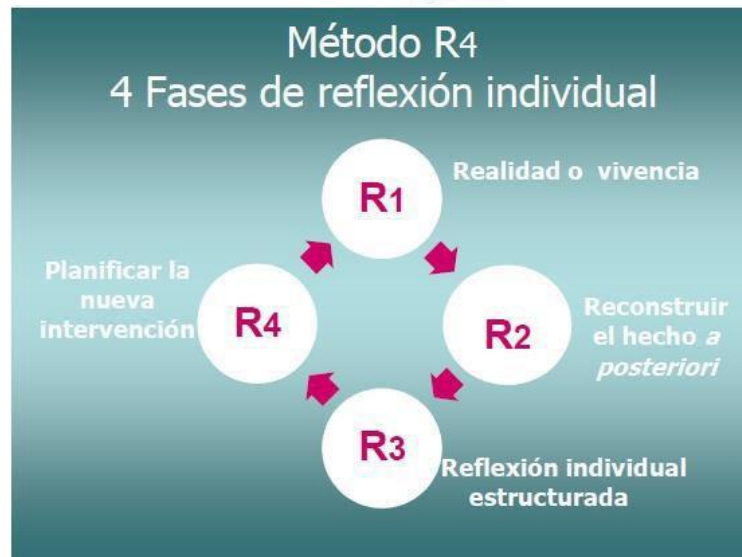 Método R4
4 Fases de reflexión individual
R1
Realidad o vivencia
R2
Reconstruir
el hecho a
posteriori
R3
Reflexión individual
estructurada
R4
Planificar la
nueva
intervención